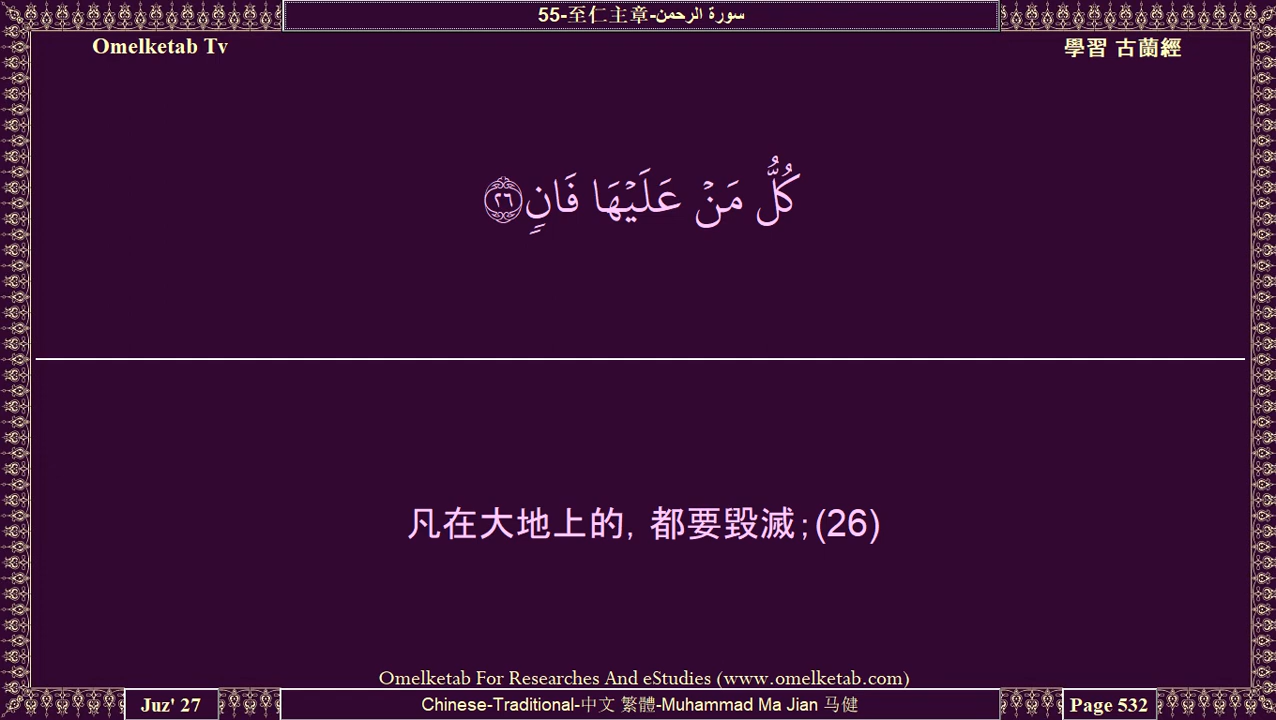 55-至仁主章-سورة الرحمن
Omelketab Tv
學習 古蘭經
كُلُّ مَنۡ عَلَيۡهَا فَانٖ ٢٦
凡在大地上的, 都要毀滅;(26)
Omelketab For Researches And eStudies (www.omelketab.com)
Juz' 27
Chinese-Traditional-中文 繁體-Muhammad Ma Jian 马健
Page 532